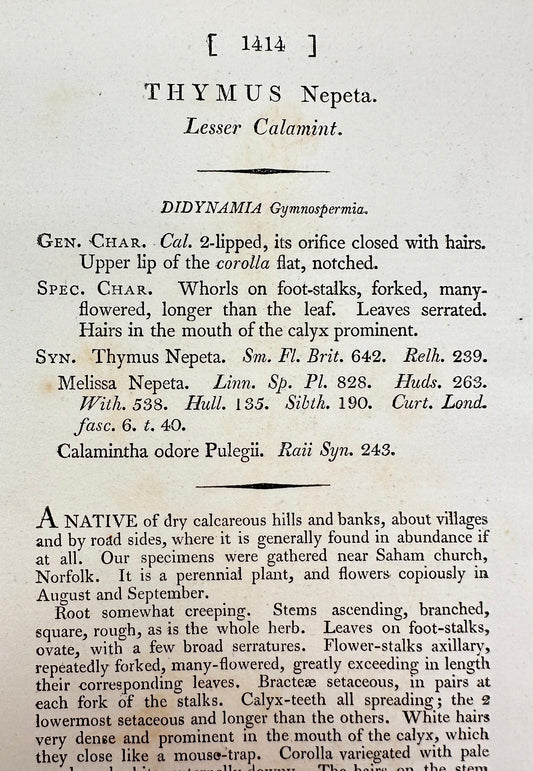 [ 1414 ]
THYMUS Nepeta.
Lesser Calamint.
DIDYNAMIA Gymnospermia.
GEN. CHAR. Cal. 2-lipped, its orifice closed with hairs.
Upper lip of the corolla flat, notched.
SPEC. CHAR. Whorls on foot-stalks, forked, many-
flowered, longer than the leaf. Leaves serrated.
Hairs in the mouth of the calyx prominent.
SYN. Thymus Nepeta. Sm. Fl. Brit. 642. Relh. 239.
Melissa Nepeta. Linn. Sp. Pl. 828. Huds. 263.
With. 538. Hull. 135. Sibth. 190. Curt. Lond.
fasc. 6. t. 40.
Calamintha odore Pulegii. Raii Syn. 243.
A NATIVE of dry calcareous hills and banks, about villages
and by road sides, where it is generally found in abundance if
at all. Our specimens were gathered near Saham church,
Norfolk. It is a perennial plant, and flowers copiously in
August and September.
Root somewhat creeping. Stems ascending, branched,
square, rough, as is the whole herb. Leaves on foot-stalks,
ovate, with a few broad serratures. Flower-stalks axillary,
repeatedly forked, many-flowered, greatly exceeding in length
their corresponding leaves. Bracteæ setaceous, in pairs at
each fork of the stalks. Calyx-teeth all spreading; the 2
lowermost setaceous and longer than the others. White hairs
very dense and prominent in the mouth of the calyx, which
they close like a mouse-trap. Corolla variegated with pale
The hairs on the stem